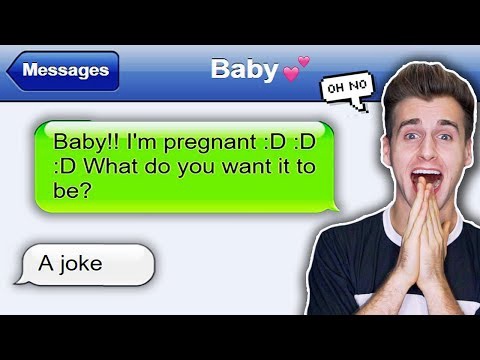 Messages
Baby💕
OH NO
Baby!! I'm pregnant :D :D
:D What do you want it to
be?
A joke